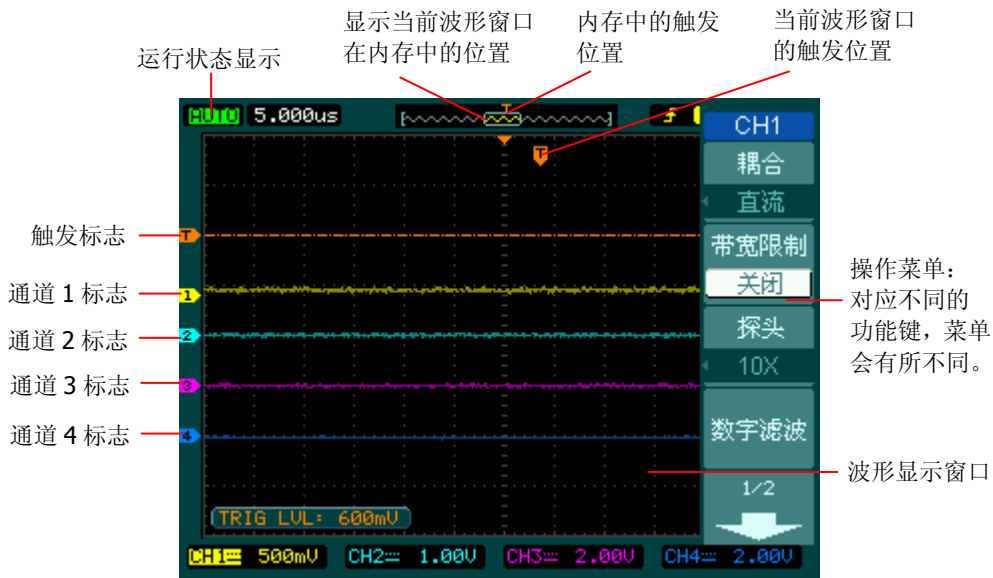 显示当前波形窗口
在内存中的位置
内存中的触发
位置
当前波形窗口
的触发位置
运行状态显示
AUTO 5.000us
T
CH1
T
耦合
直流
带宽限制
关闭
探头
10X
数字滤波
1/2
触发标志
T
通道 1 标志
1
通道 2 标志
2
通道 3 标志
3
通道 4 标志
4
操作菜单:
对应不同的
功能键,菜单
会有所不同。
波形显示窗口
TRIG LVL: 600mV
CH1 500mV CH2 1.00V CH3 2.00V CH4 2.00V